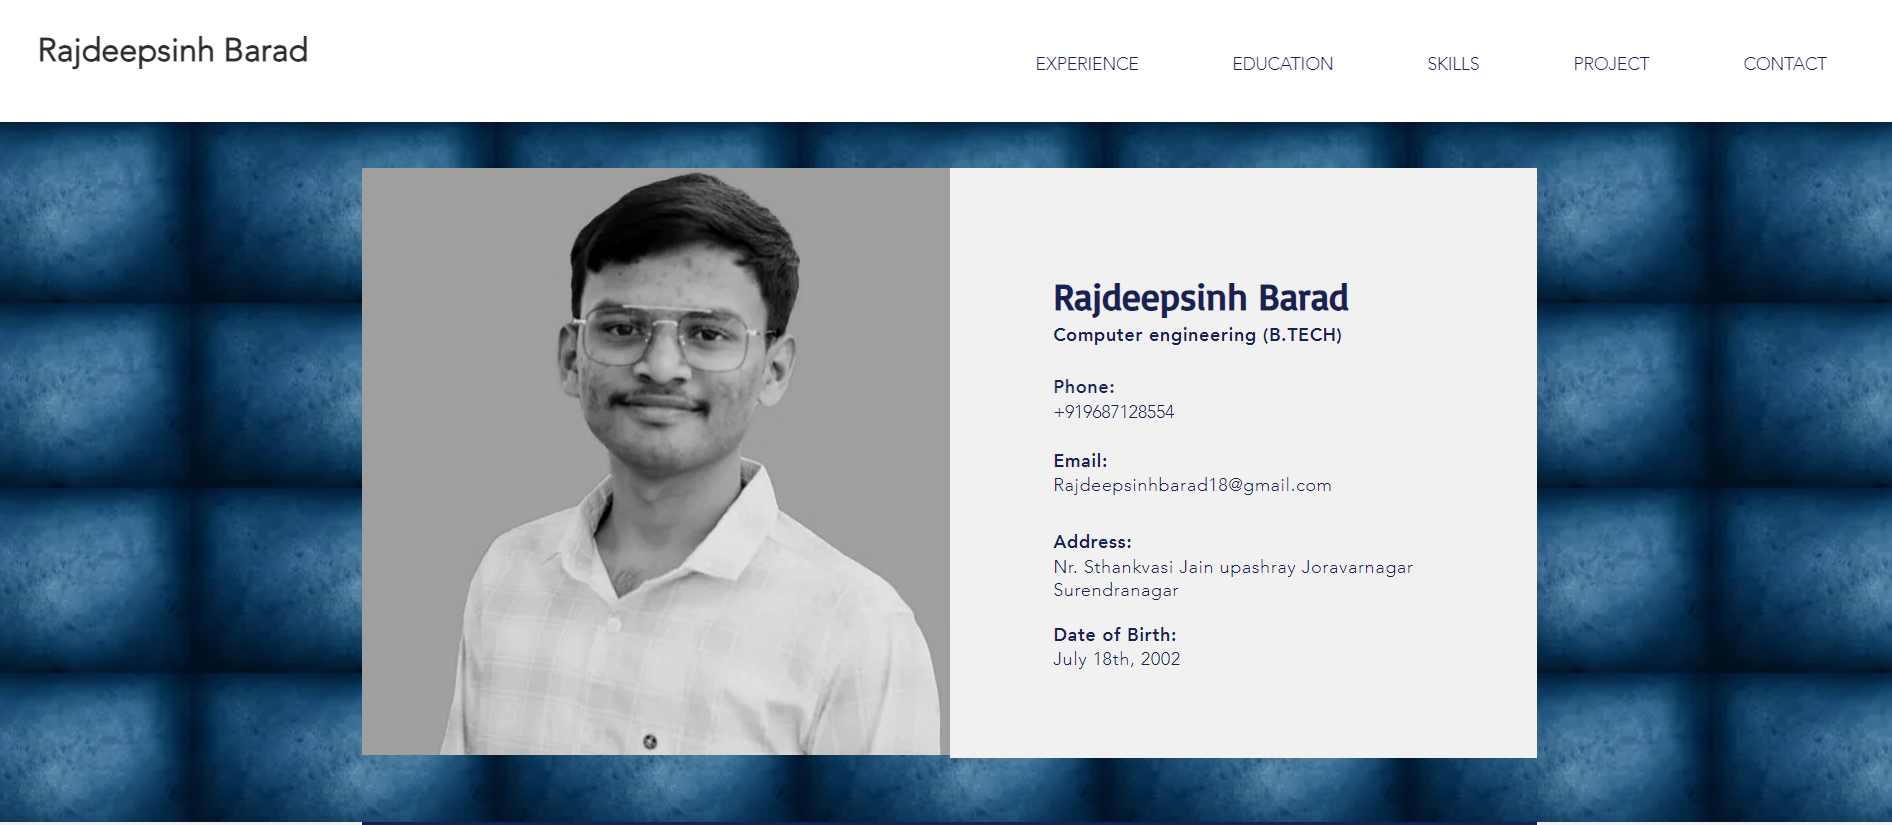 Rajdeepsinh Barad
EXPERIENCE EDUCATION SKILLS PROJECT CONTACT
Rajdeepsinh Barad
Computer engineering (B.TECH)
Phone:
+919687128554
Email:
Rajdeepsinhbarad18@gmail.com
Address:
Nr. Sthankvasi Jain upashray Joravarnagar
Surendranagar
Date of Birth:
July 18th, 2002